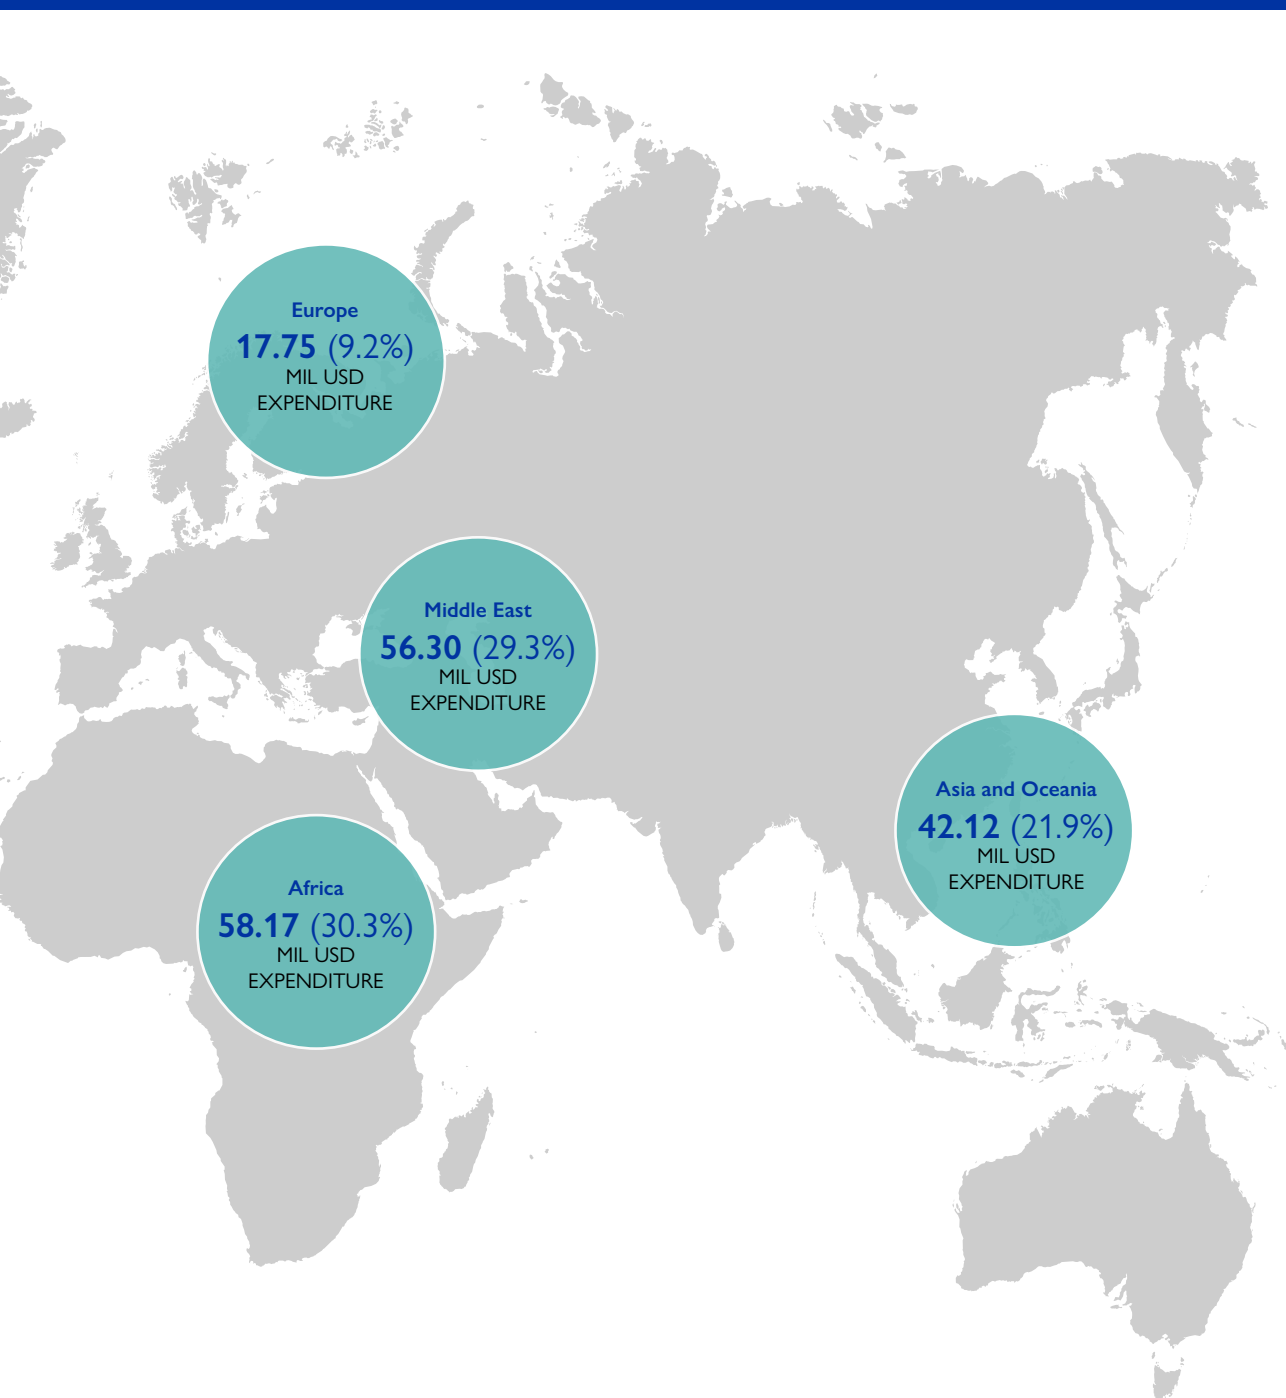 Europe
17.75 (9.2%)
MIL USD
EXPENDITURE
Middle East
56.30 (29.3%)
MIL USD
EXPENDITURE
Asia and Oceania
42.12 (21.9%)
MIL USD
EXPENDITURE
Africa
58.17 (30.3%)
MIL USD
EXPENDITURE